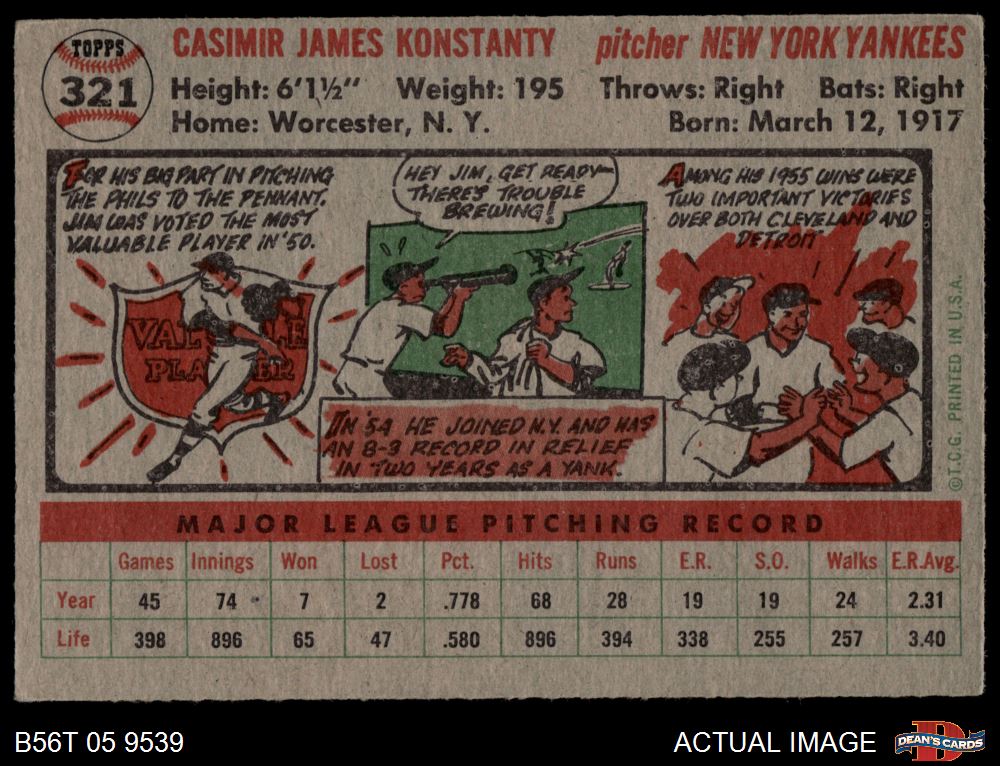 TOPPS
321
CASIMIR JAMES KONSTANTY pitcher NEW YORK YANKEES
Height: 6'1½" Weight: 195 Throws: Right Bats: Right
Home: Worcester, N. Y. Born: March 12, 1917
FOR HIS BIG PART IN PITCHING
THE PHILS TO THE PENNANT,
JIM WAS VOTED THE MOST
VALUABLE PLAYER IN '50.
VAL LE
PLA ER
HEY JIM, GET READY—
THERE'S TROUBLE
BREWING!
IN '54 HE JOINED N.Y. AND HAS
AN 8-3 RECORD IN RELIEF
IN TWO YEARS AS A YANK.
AMONG HIS 1955 WINS WERE
TWO IMPORTANT VICTORIES
OVER BOTH CLEVELAND AND
DETROIT
©T.C.G. PRINTED IN U.S.A.
MAJOR LEAGUE PITCHING RECORD
Games Innings Won Lost Pct. Hits Runs E.R. S.O. Walks E.R.Avg.
Year 45 74 7 2 .778 68 28 19 19 24 2.31
Life 398 896 65 47 .580 896 394 338 255 257 3.40
B56T 05 9539
ACTUAL IMAGE
DEAN'S CARDS